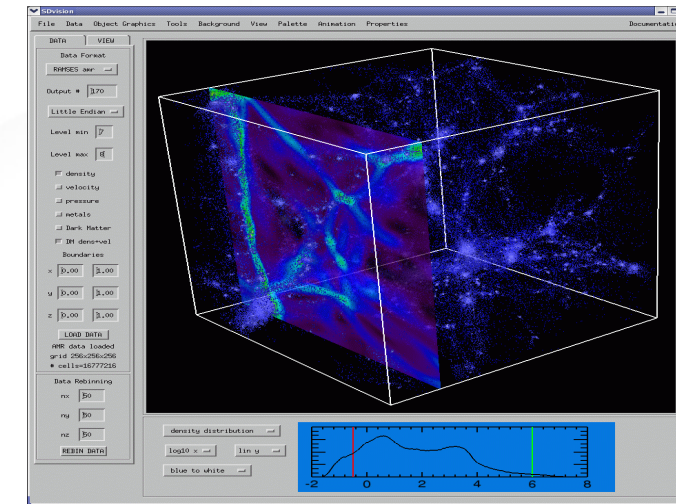 SDvision
File Data Object Graphics Tools Background View Palette Animation Properties Documentati
DATA VIEW
Data Format
RAMSES amr
Output # 170
Little Endian
Level min 7
Level max 8
density
velocity
pressure
metals
Dark Matter
DM dens+vel
Boundaries
x 0.00 1.00
y 0.00 1.00
z 0.00 1.00
LOAD DATA
AMR data loaded
grid 256x256x256
# cells=16777216
Data Rebinning
nx 50
ny 50
nz 50
REBIN DATA
density distribution
log10 x lin y
blue to white
-2 0 2 4 6 8